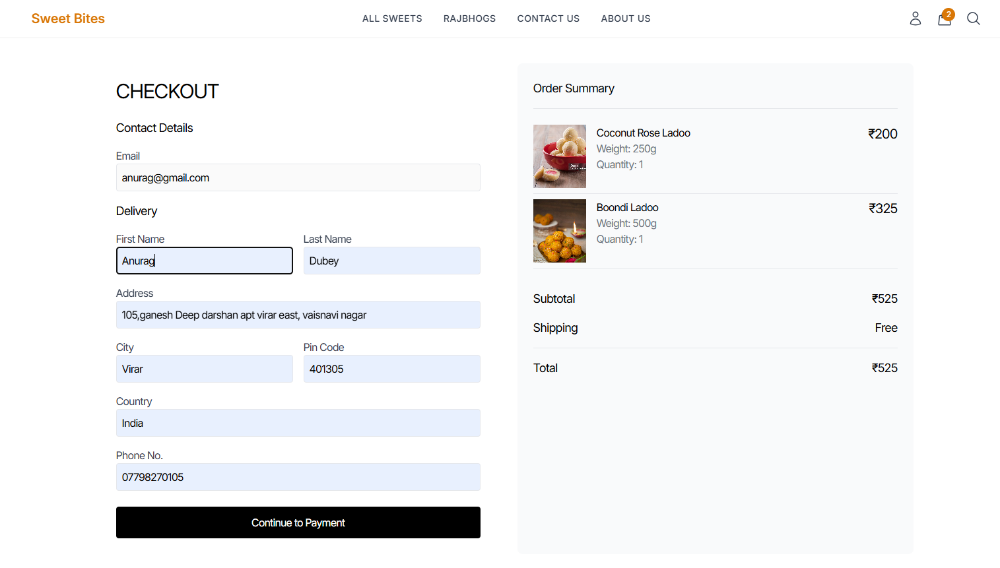 Sweet Bites
ALL SWEETS RAJBHOGS CONTACT US ABOUT US
2
CHECKOUT
Contact Details
Email
anurag@gmail.com
Delivery
First Name Last Name
Anurag Dubey
Address
105,ganesh Deep darshan apt virar east, vaisnavi nagar
City Pin Code
Virar 401305
Country
India
Phone No.
07798270105
Continue to Payment
Order Summary
Coconut Rose Ladoo ₹200
Weight: 250g
Quantity: 1
Boondi Ladoo ₹325
Weight: 500g
Quantity: 1
Subtotal ₹525
Shipping Free
Total ₹525